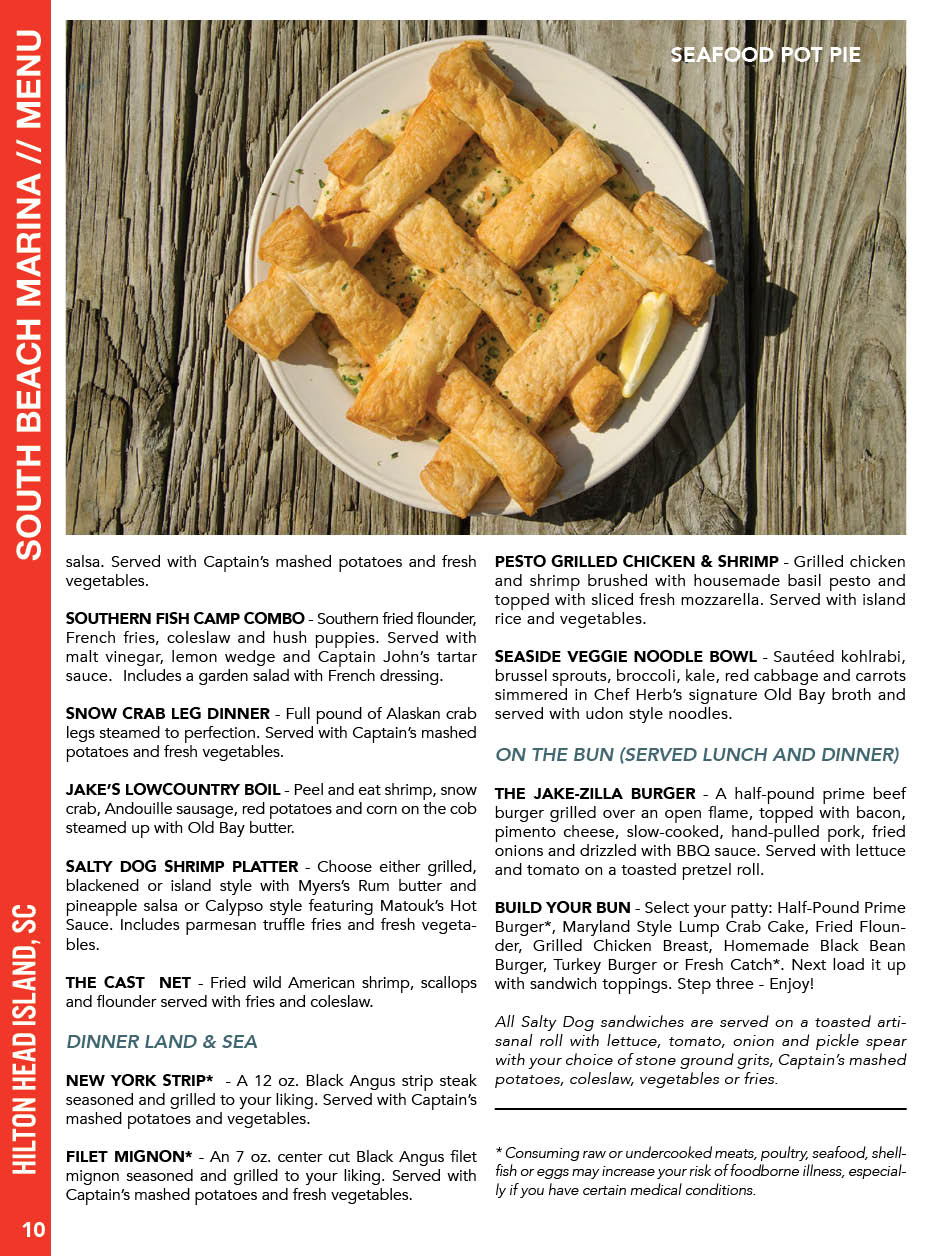 SOUTH BEACH MARINA // MENU
HILTON HEAD ISLAND, SC
10
SEAFOOD POT PIE
salsa. Served with Captain’s mashed potatoes and fresh
vegetables.
SOUTHERN FISH CAMP COMBO - Southern fried flounder,
French fries, coleslaw and hush puppies. Served with
malt vinegar, lemon wedge and Captain John’s tartar
sauce.  Includes a garden salad with French dressing.
SNOW CRAB LEG DINNER - Full pound of Alaskan crab
legs steamed to perfection. Served with Captain’s mashed
potatoes and fresh vegetables.
JAKE’S LOWCOUNTRY BOIL - Peel and eat shrimp, snow
crab, Andouille sausage, red potatoes and corn on the cob
steamed up with Old Bay butter.
SALTY DOG SHRIMP PLATTER - Choose either grilled,
blackened or island style with Myers’s Rum butter and
pineapple salsa or Calypso style featuring Matouk’s Hot
Sauce. Includes parmesan truffle fries and fresh vegeta-
bles.
THE CAST  NET - Fried wild American shrimp, scallops
and flounder served with fries and coleslaw.
DINNER LAND & SEA
NEW YORK STRIP*  - A 12 oz. Black Angus strip steak
seasoned and grilled to your liking. Served with Captain’s
mashed potatoes and vegetables.
FILET MIGNON* - An 7 oz. center cut Black Angus filet
mignon seasoned and grilled to your liking. Served with
Captain’s mashed potatoes and fresh vegetables.
PESTO GRILLED CHICKEN & SHRIMP - Grilled chicken
and shrimp brushed with housemade basil pesto and
topped with sliced fresh mozzarella. Served with island
rice and vegetables.
SEASIDE VEGGIE NOODLE BOWL - Sautéed kohlrabi,
brussel sprouts, broccoli, kale, red cabbage and carrots
simmered in Chef Herb’s signature Old Bay broth and
served with udon style noodles.
ON THE BUN (SERVED LUNCH AND DINNER)
THE JAKE-ZILLA BURGER - A half-pound prime beef
burger grilled over an open flame, topped with bacon,
pimento cheese, slow-cooked, hand-pulled pork, fried
onions and drizzled with BBQ sauce. Served with lettuce
and tomato on a toasted pretzel roll.
BUILD YOUR BUN - Select your patty: Half-Pound Prime
Burger*, Maryland Style Lump Crab Cake, Fried Floun-
der, Grilled Chicken Breast, Homemade Black Bean
Burger, Turkey Burger or Fresh Catch*. Next load it up
with sandwich toppings. Step three - Enjoy!
All Salty Dog sandwiches are served on a toasted arti-
sanal roll with lettuce, tomato, onion and pickle spear
with your choice of stone ground grits, Captain’s mashed
potatoes, coleslaw, vegetables or fries.
* Consuming raw or undercooked meats, poultry, seafood, shell-
fish or eggs may increase your risk of foodborne illness, especial-
ly if you have certain medical conditions.